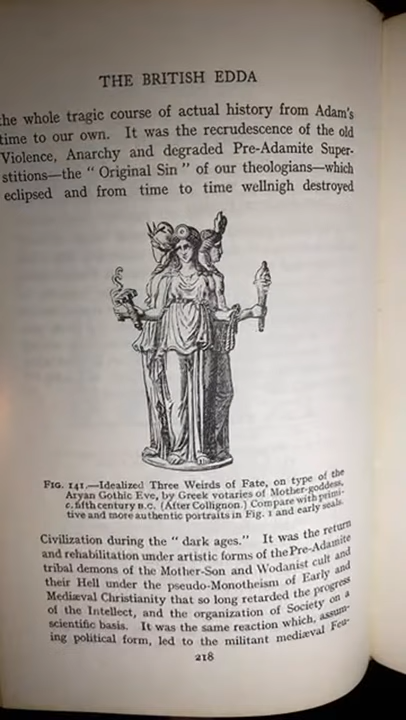 THE BRITISH EDDA
the whole tragic course of actual history from Adam's
time to our own. It was the recrudescence of the old
Violence, Anarchy and degraded Pre-Adamite Super-
stitions—the " Original Sin " of our theologians—which
eclipsed and from time to time wellnigh destroyed
FIG. 141.—Idealized Three Weirds of Fate, on type of the
Aryan Gothic Eve, by Greek votaries of Mother-goddess,
c. fifth century B.C. (After Collignon.) Compare with primi-
tive and more authentic portraits in Fig. 1 and early seals.
Civilization during the " dark ages." It was the return
and rehabilitation under artistic forms of the Pre-Adamite
tribal demons of the Mother-Son and Wodanist cult and
their Hell under the pseudo-Monotheism of Early and
Mediæval Christianity that so long retarded the progress
of the Intellect, and the organization of Society on a
scientific basis. It was the same reaction which, assum-
ing political form, led to the militant mediæval Feu-
218